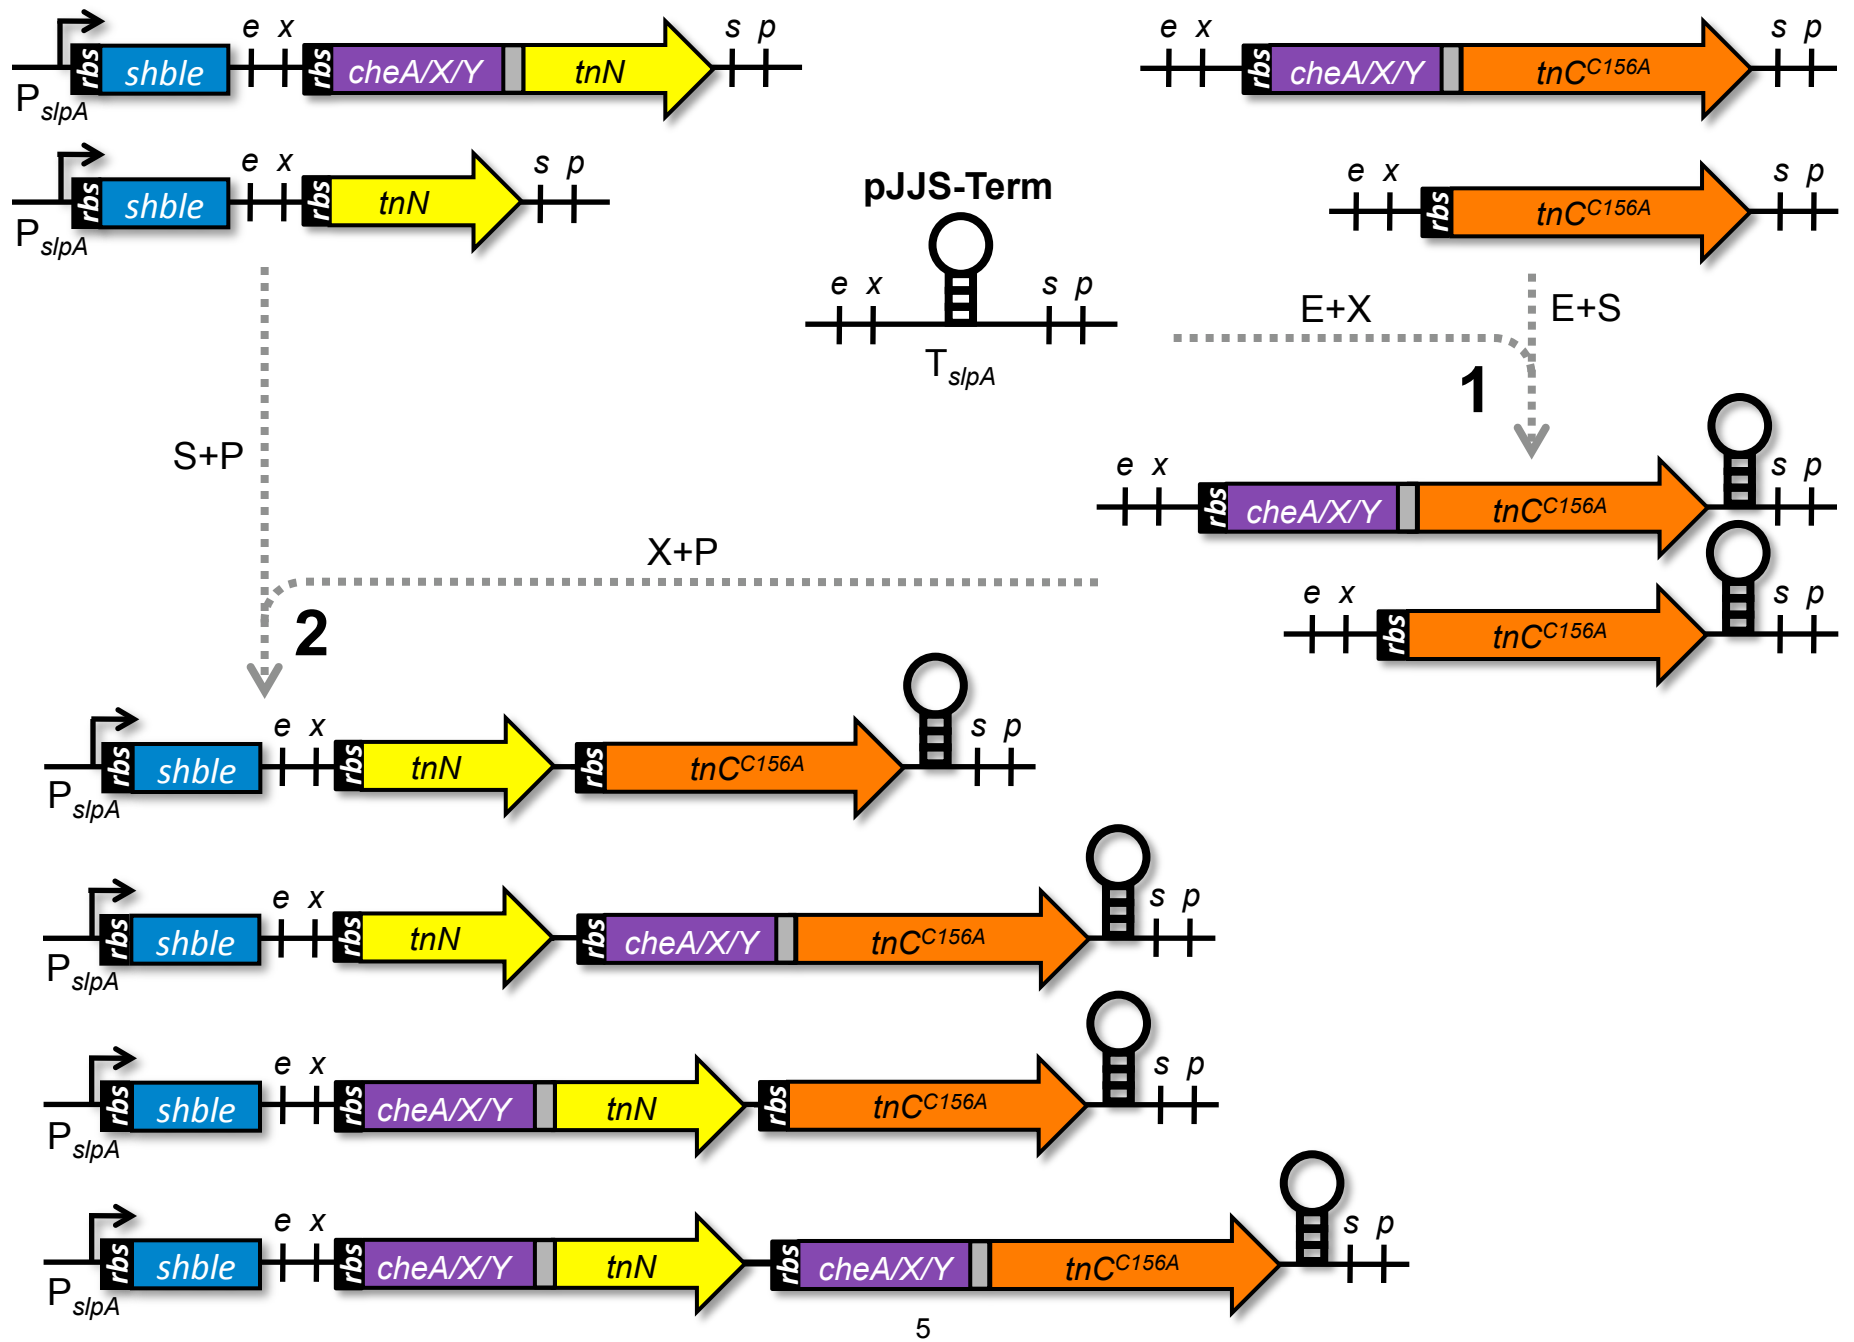 e x s p e x s p
rbs shble rbs cheA/X/Y tnN rbs cheA/X/Y tnC^C156A
PslpA
e x s p e x s p
rbs shble rbs tnN pJJS-Term rbs tnC^C156A
PslpA
e x s p
E+X E+S
TslpA
1
S+P
e x s p
rbs cheA/X/Y tnC^C156A
X+P
e x s p
2
rbs tnC^C156A
e x s p
rbs shble rbs tnN rbs tnC^C156A
PslpA
e x s p
rbs shble rbs tnN rbs cheA/X/Y tnC^C156A
PslpA
e x s p
rbs shble rbs cheA/X/Y tnN rbs tnC^C156A
PslpA
e x s p
rbs shble rbs cheA/X/Y tnN rbs cheA/X/Y tnC^C156A
PslpA
5